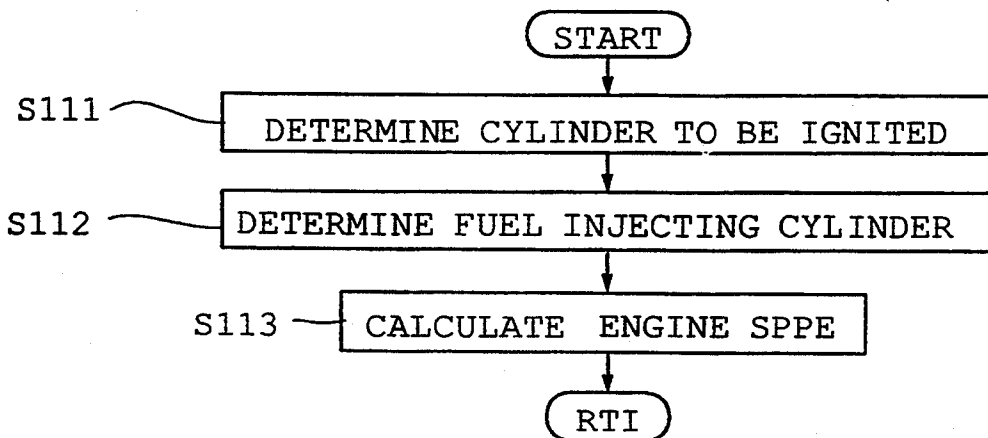 START
S111
DETERMINE CYLINDER TO BE IGNITED
S112
DETERMINE FUEL INJECTING CYLINDER
S113
CALCULATE ENGINE SPPE
RTI